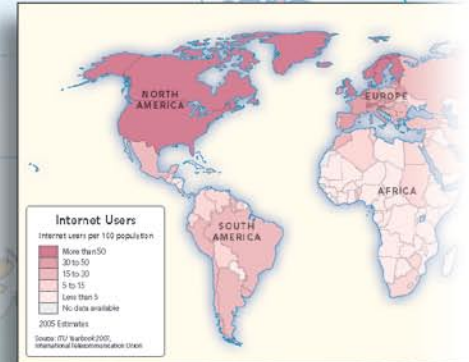 NORTH
AMERICA
EUROPE
AFRICA
SOUTH
AMERICA
Internet Users
Internet users per 100 population
More than 50
30 to 50
15 to 30
5 to 15
Less than 5
No data available
2005 Estimates
Source: ITU Yearbook 2007,
International Telecommunication Union